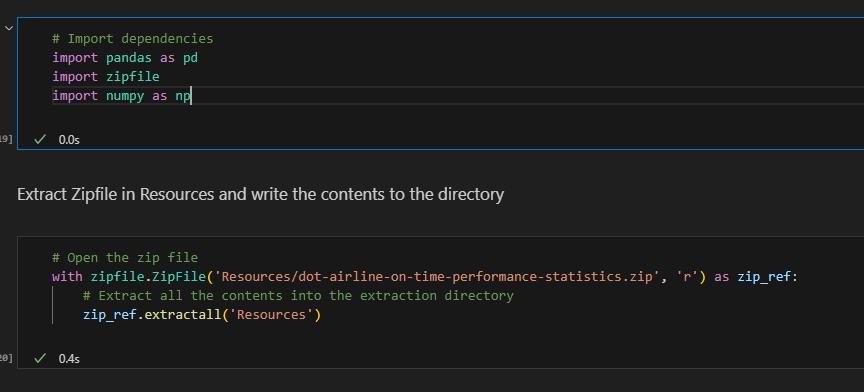 # Import dependencies
import pandas as pd
import zipfile
import numpy as np
19]
0.0s
Extract Zipfile in Resources and write the contents to the directory
# Open the zip file
with zipfile.ZipFile('Resources/dot-airline-on-time-performance-statistics.zip', 'r') as zip_ref:
# Extract all the contents into the extraction directory
zip_ref.extractall('Resources')
20]
0.4s